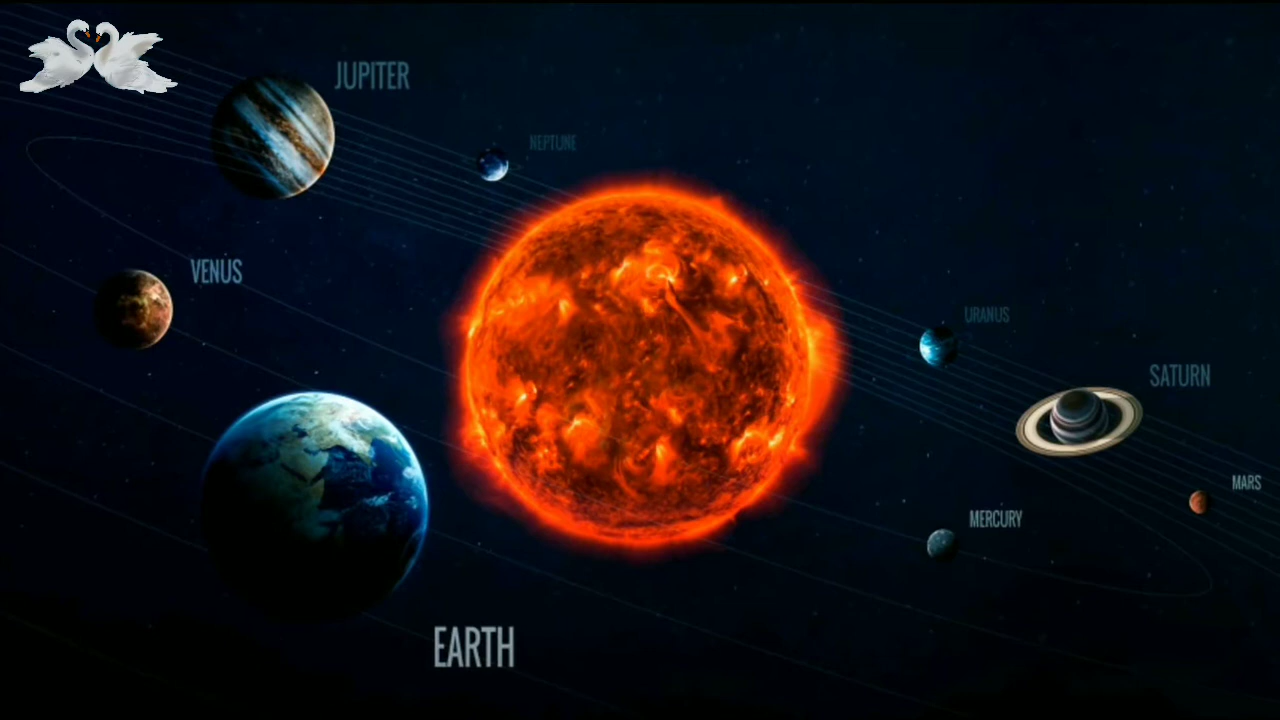 JUPITER
NEPTUNE
VENUS
URANUS
SATURN
MARS
MERCURY
EARTH